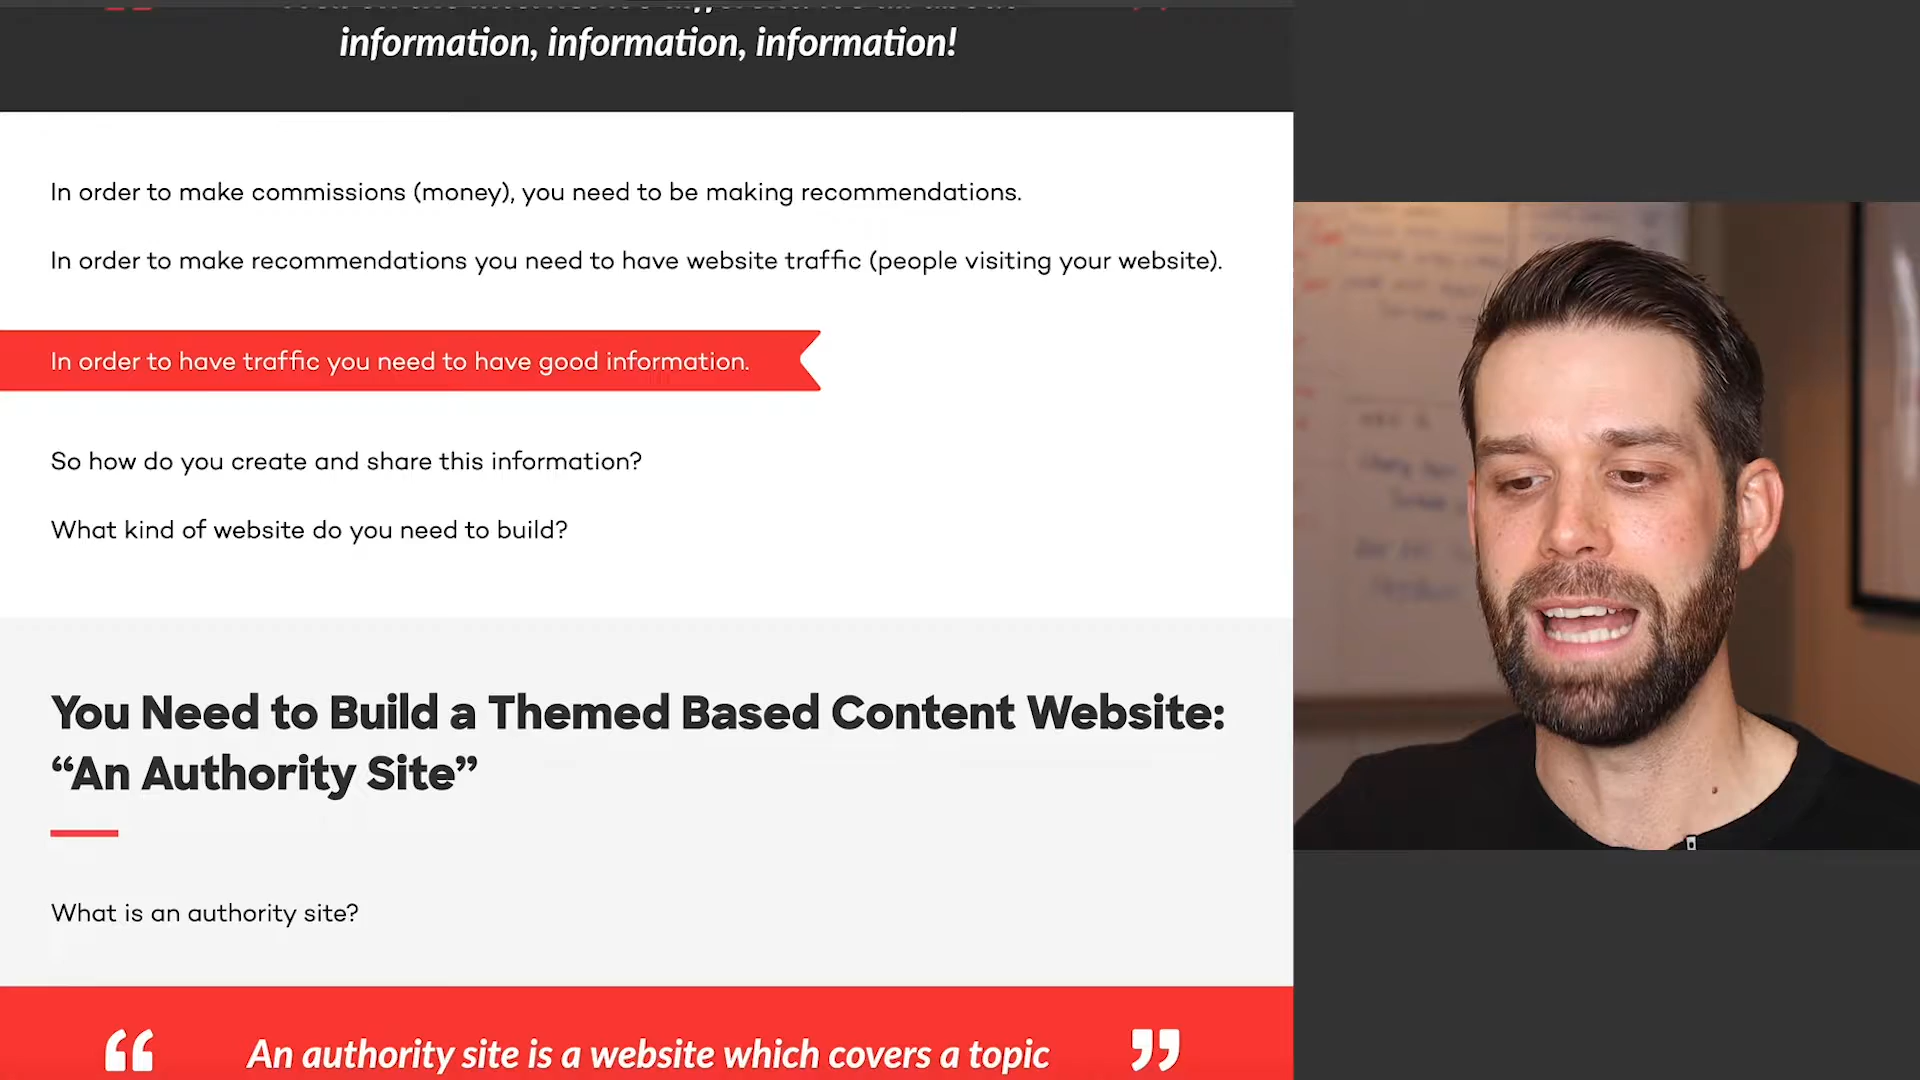 information, information, information!
In order to make commissions (money), you need to be making recommendations.
In order to make recommendations you need to have website traffic (people visiting your website).
In order to have traffic you need to have good information.
So how do you create and share this information?
What kind of website do you need to build?
You Need to Build a Themed Based Content Website:
“An Authority Site”
What is an authority site?
“ An authority site is a website which covers a topic ”